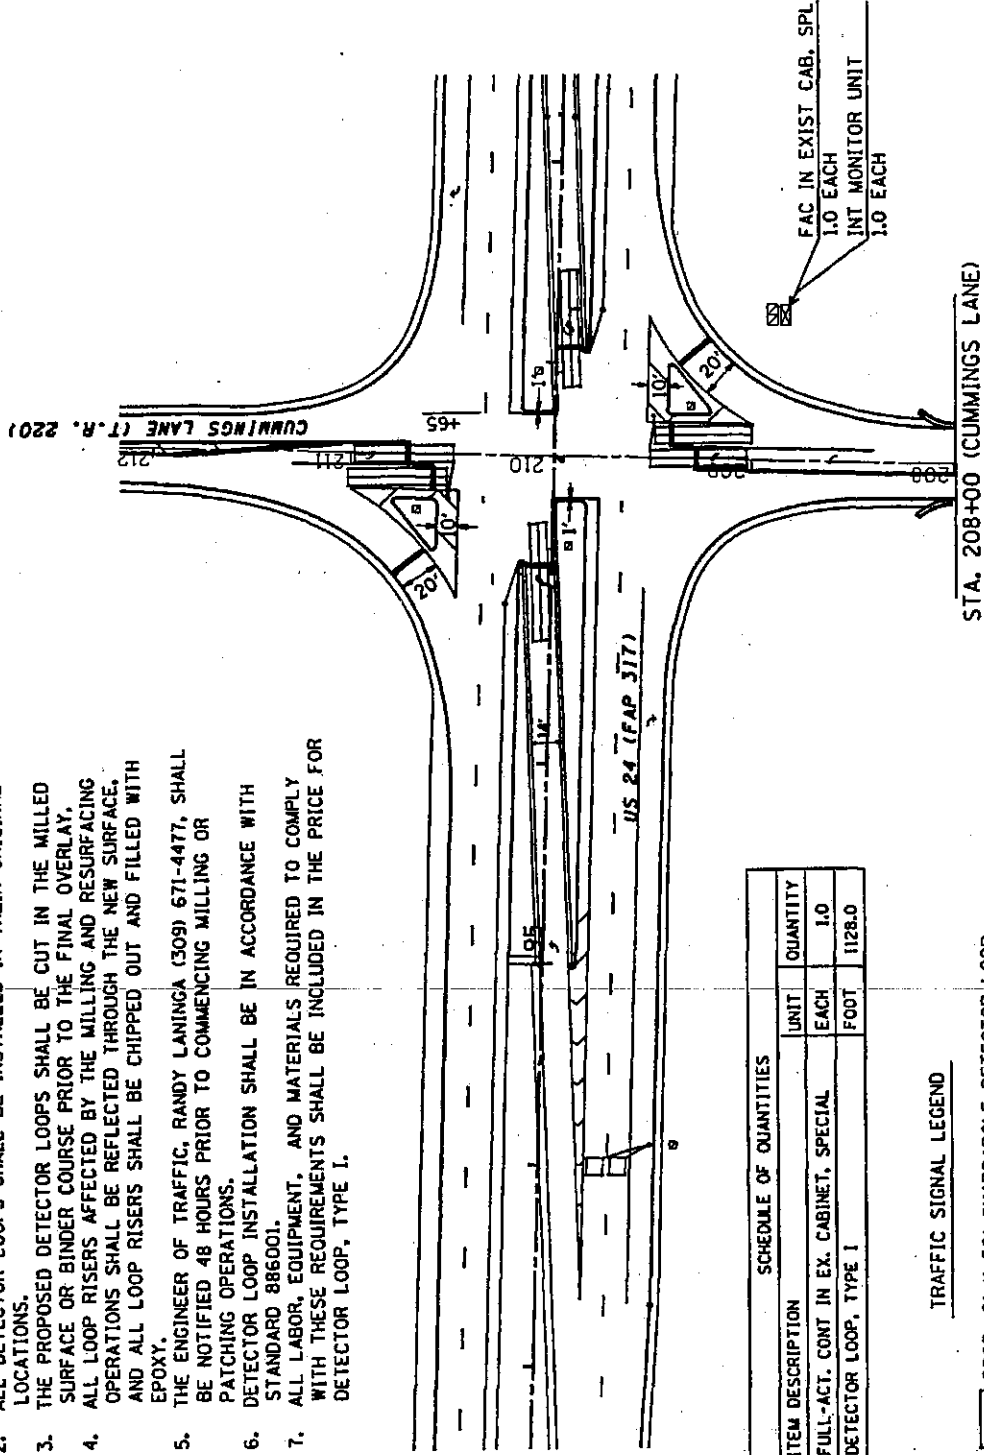 LOCATIONS.
3. THE PROPOSED DETECTOR LOOPS SHALL BE CUT IN THE MILLED
SURFACE OR BINDER COURSE PRIOR TO THE FINAL OVERLAY.
4. ALL LOOP RISERS AFFECTED BY THE MILLING AND RESURFACING
OPERATIONS SHALL BE REFLECTED THROUGH THE NEW SURFACE,
AND ALL LOOP RISERS SHALL BE CHIPPED OUT AND FILLED WITH
EPOXY.
5. THE ENGINEER OF TRAFFIC, RANDY LANINGA (309) 671-4477, SHALL
BE NOTIFIED 48 HOURS PRIOR TO COMMENCING MILLING OR
PATCHING OPERATIONS.
6. DETECTOR LOOP INSTALLATION SHALL BE IN ACCORDANCE WITH
STANDARD 886001.
7. ALL LABOR, EQUIPMENT, AND MATERIALS REQUIRED TO COMPLY
WITH THESE REQUIREMENTS SHALL BE INCLUDED IN THE PRICE FOR
DETECTOR LOOP, TYPE I.
CUMMINGS LANE (T.R. 220)
212
211
+65
210
20'
10'
1'
1'
10'
20'
14'
US 24 (FAP 317)
FAC IN EXIST CAB, SPL
1.0 EACH
INT MONITOR UNIT
1.0 EACH
STA. 208+00 (CUMMINGS LANE)
SCHEDULE OF QUANTITIES
ITEM DESCRIPTION UNIT QUANTITY
FULL-ACT. CONT IN EX. CABINET, SPECIAL EACH 1.0
DETECTOR LOOP, TYPE I FOOT 1128.0
TRAFFIC SIGNAL LEGEND